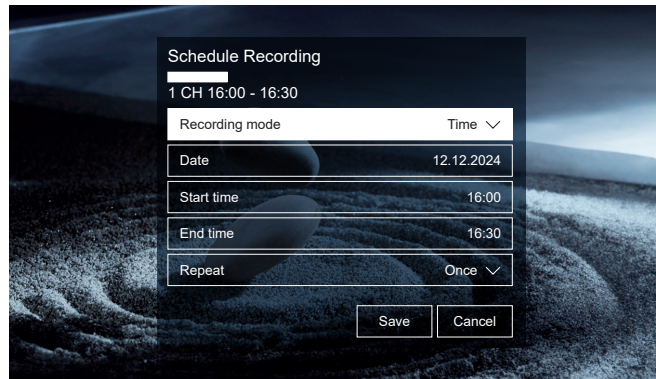 Schedule Recording
1 CH 16:00 - 16:30
Recording mode Time
Date 12.12.2024
Start time 16:00
End time 16:30
Repeat Once
Save Cancel